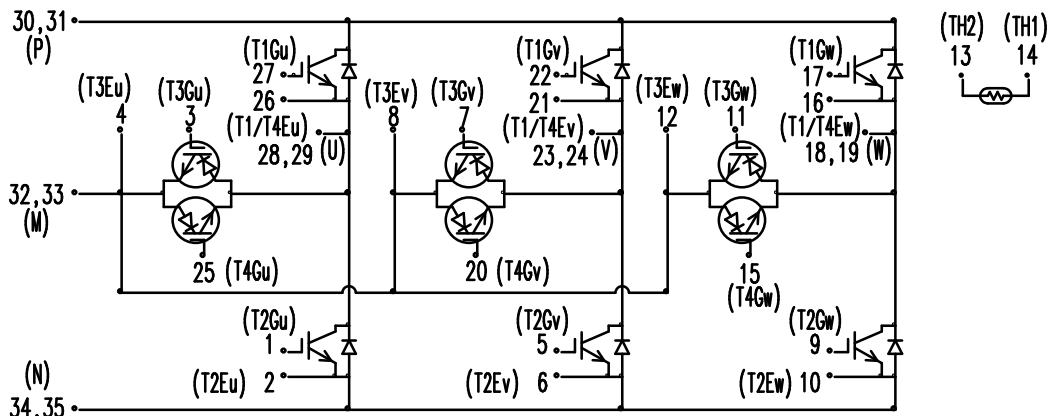 30,31
(P)
(T1Gu)
27
26
(T1Gv)
22
21
(T1Gw)
17
16
(TH2) (TH1)
13 14
(T3Eu)
4
(T3Gu)
3
(T3Ev)
8
(T3Gv)
7
(T3Ew)
12
(T3Gw)
11
(T1/T4Eu)
28,29 (U)
(T1/T4Ev)
23,24 (V)
(T1/T4Ew)
18,19 (W)
32,33
(M)
25 (T4Gu)
20 (T4Gv)
15
(T4Gw)
(T2Gu)
1
(T2Eu) 2
(T2Gv)
5
(T2Ev) 6
(T2Gw)
9
(T2Ew) 10
(N)
34,35